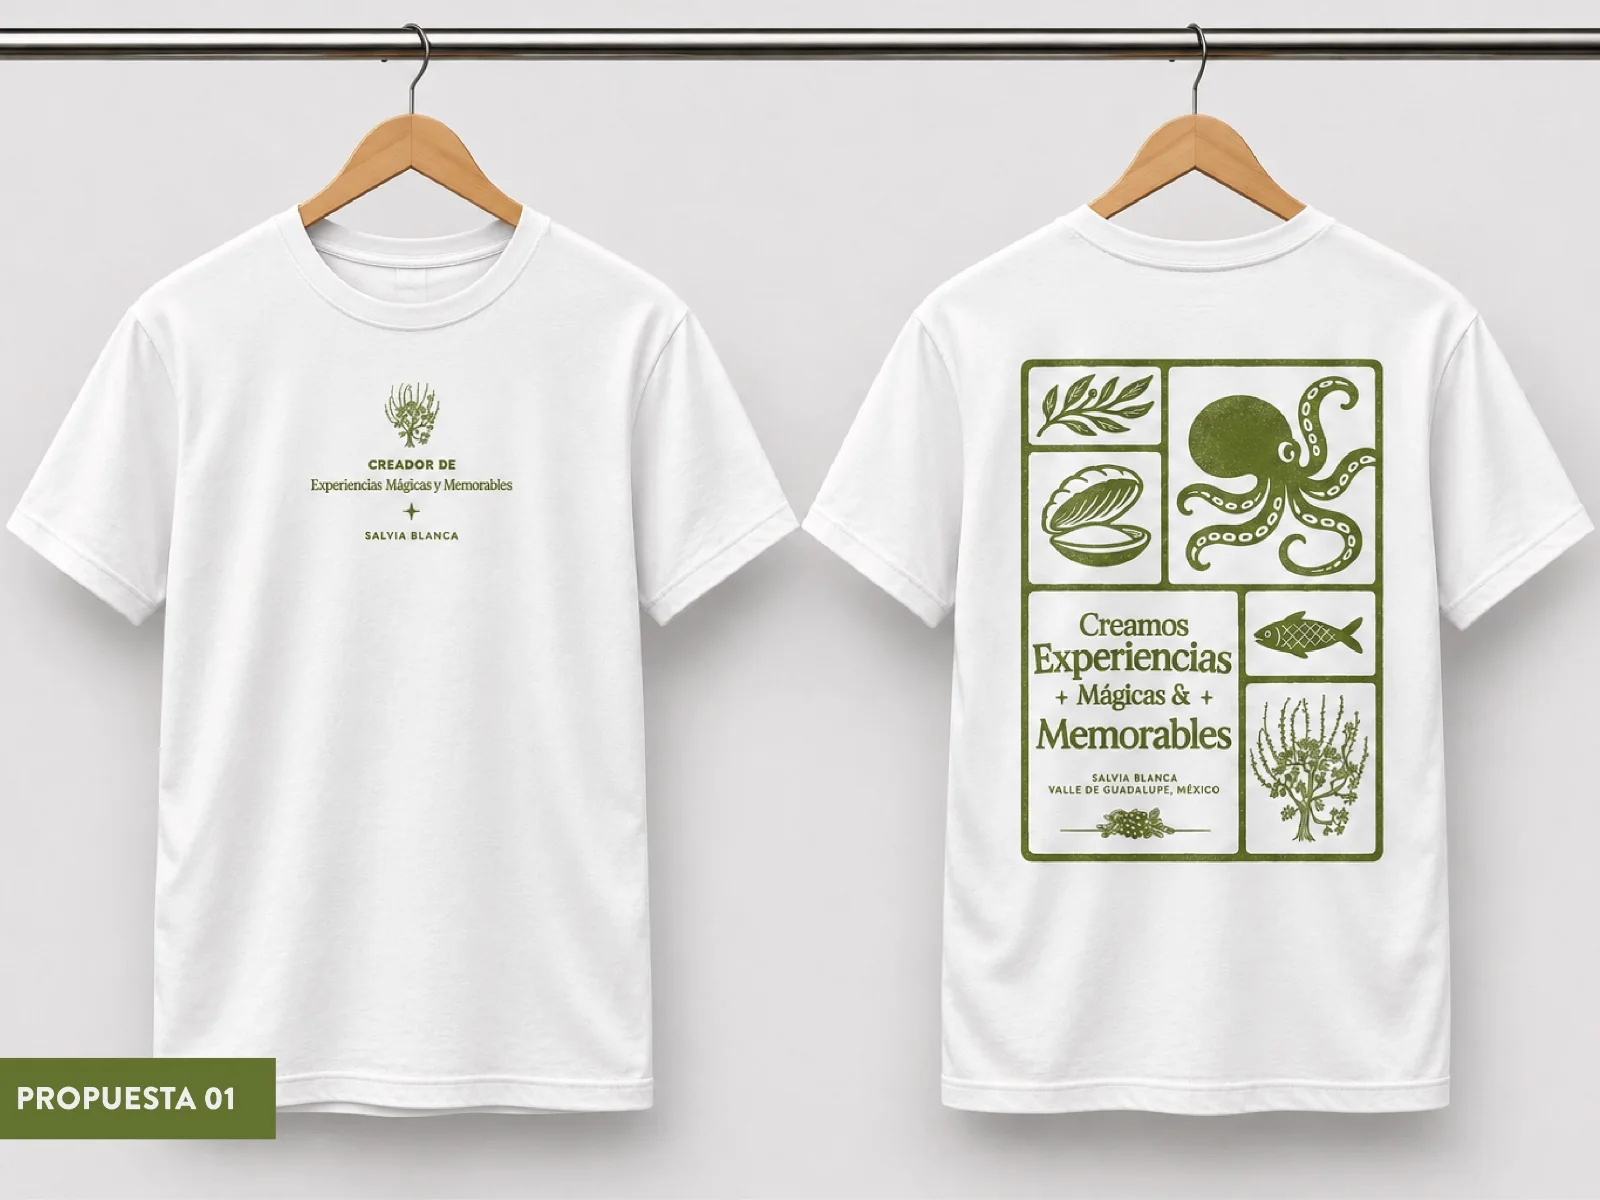 CREADOR DE
Experiencias Mágicas y Memorables
SALVIA BLANCA
Creamos
Experiencias
Mágicas &
Memorables
SALVIA BLANCA
VALLE DE GUADALUPE, MÉXICO
PROPUESTA 01